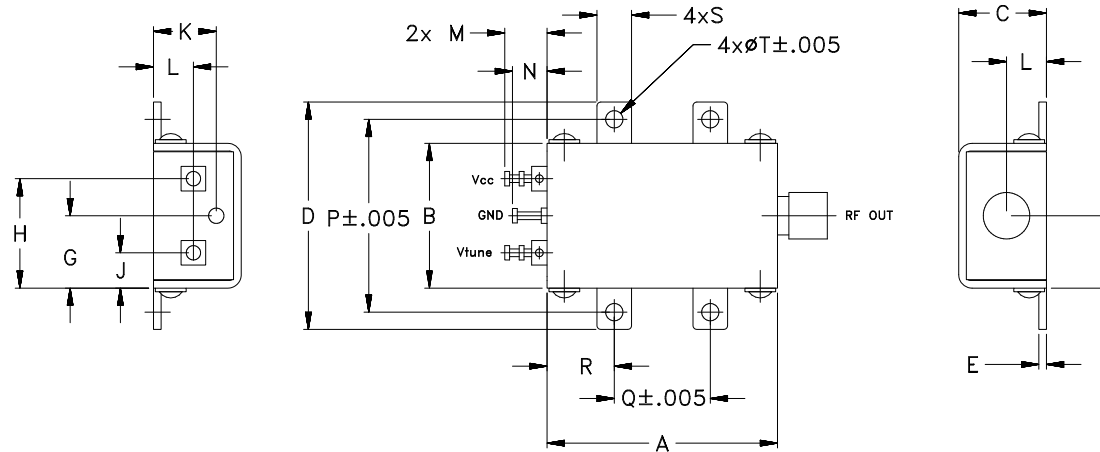 K
L
H
G
J
2x M
N
4xS
4xøT±.005
Vcc
GND
Vtune
D
P±.005
B
RF OUT
R
Q±.005
A
C
L
E